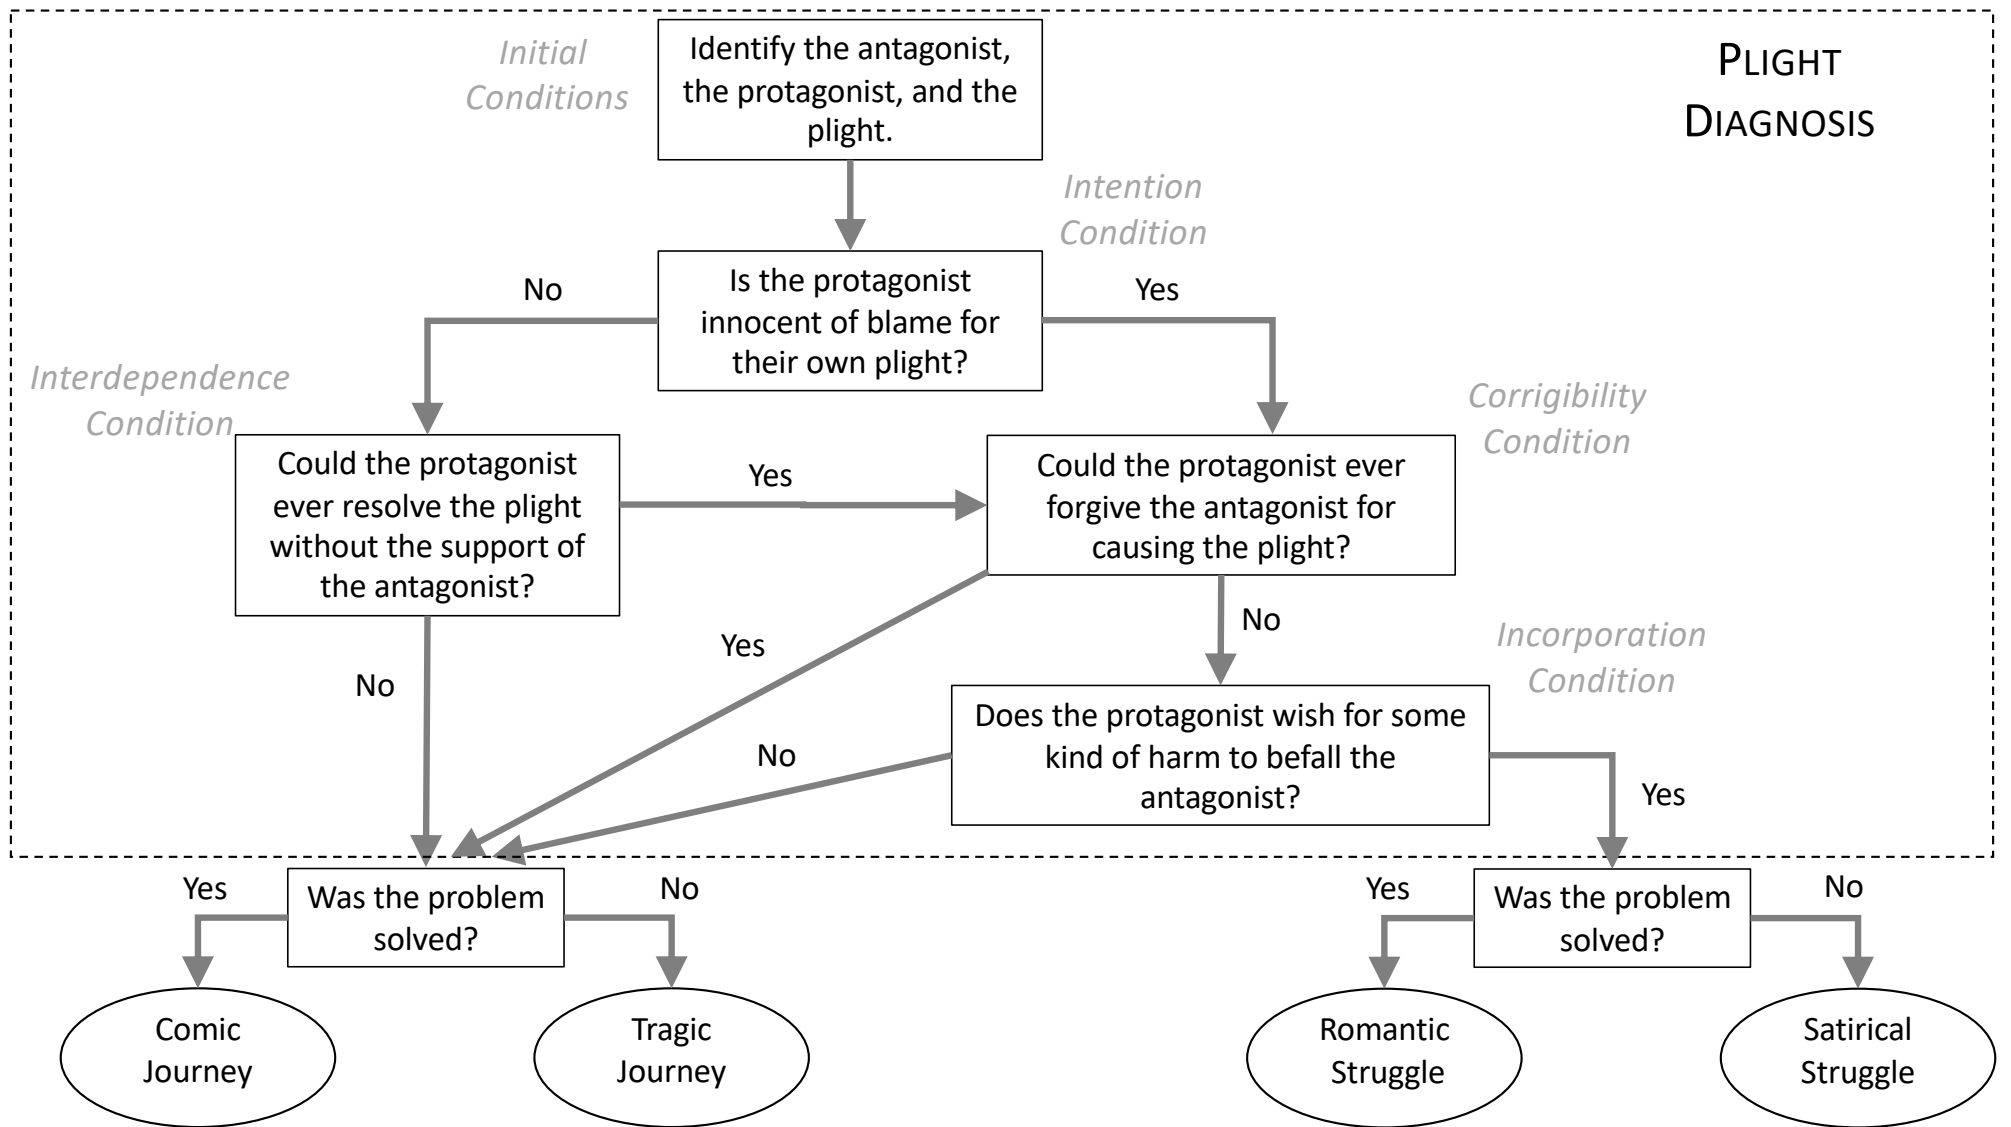 Initial
Conditions
Identify the antagonist,
the protagonist, and the
plight.
PLIGHT
DIAGNOSIS
Intention
Condition
No
Is the protagonist
innocent of blame for
their own plight?
Yes
Interdependence
Condition
Corrigibility
Condition
Could the protagonist
ever resolve the plight
without the support of
the antagonist?
Yes
Could the protagonist ever
forgive the antagonist for
causing the plight?
No
Yes
No
Incorporation
Condition
No
Does the protagonist wish for some
kind of harm to befall the
antagonist?
Yes
Yes
Was the problem
solved?
No
Yes
Was the problem
solved?
No
Comic
Journey
Tragic
Journey
Romantic
Struggle
Satirical
Struggle